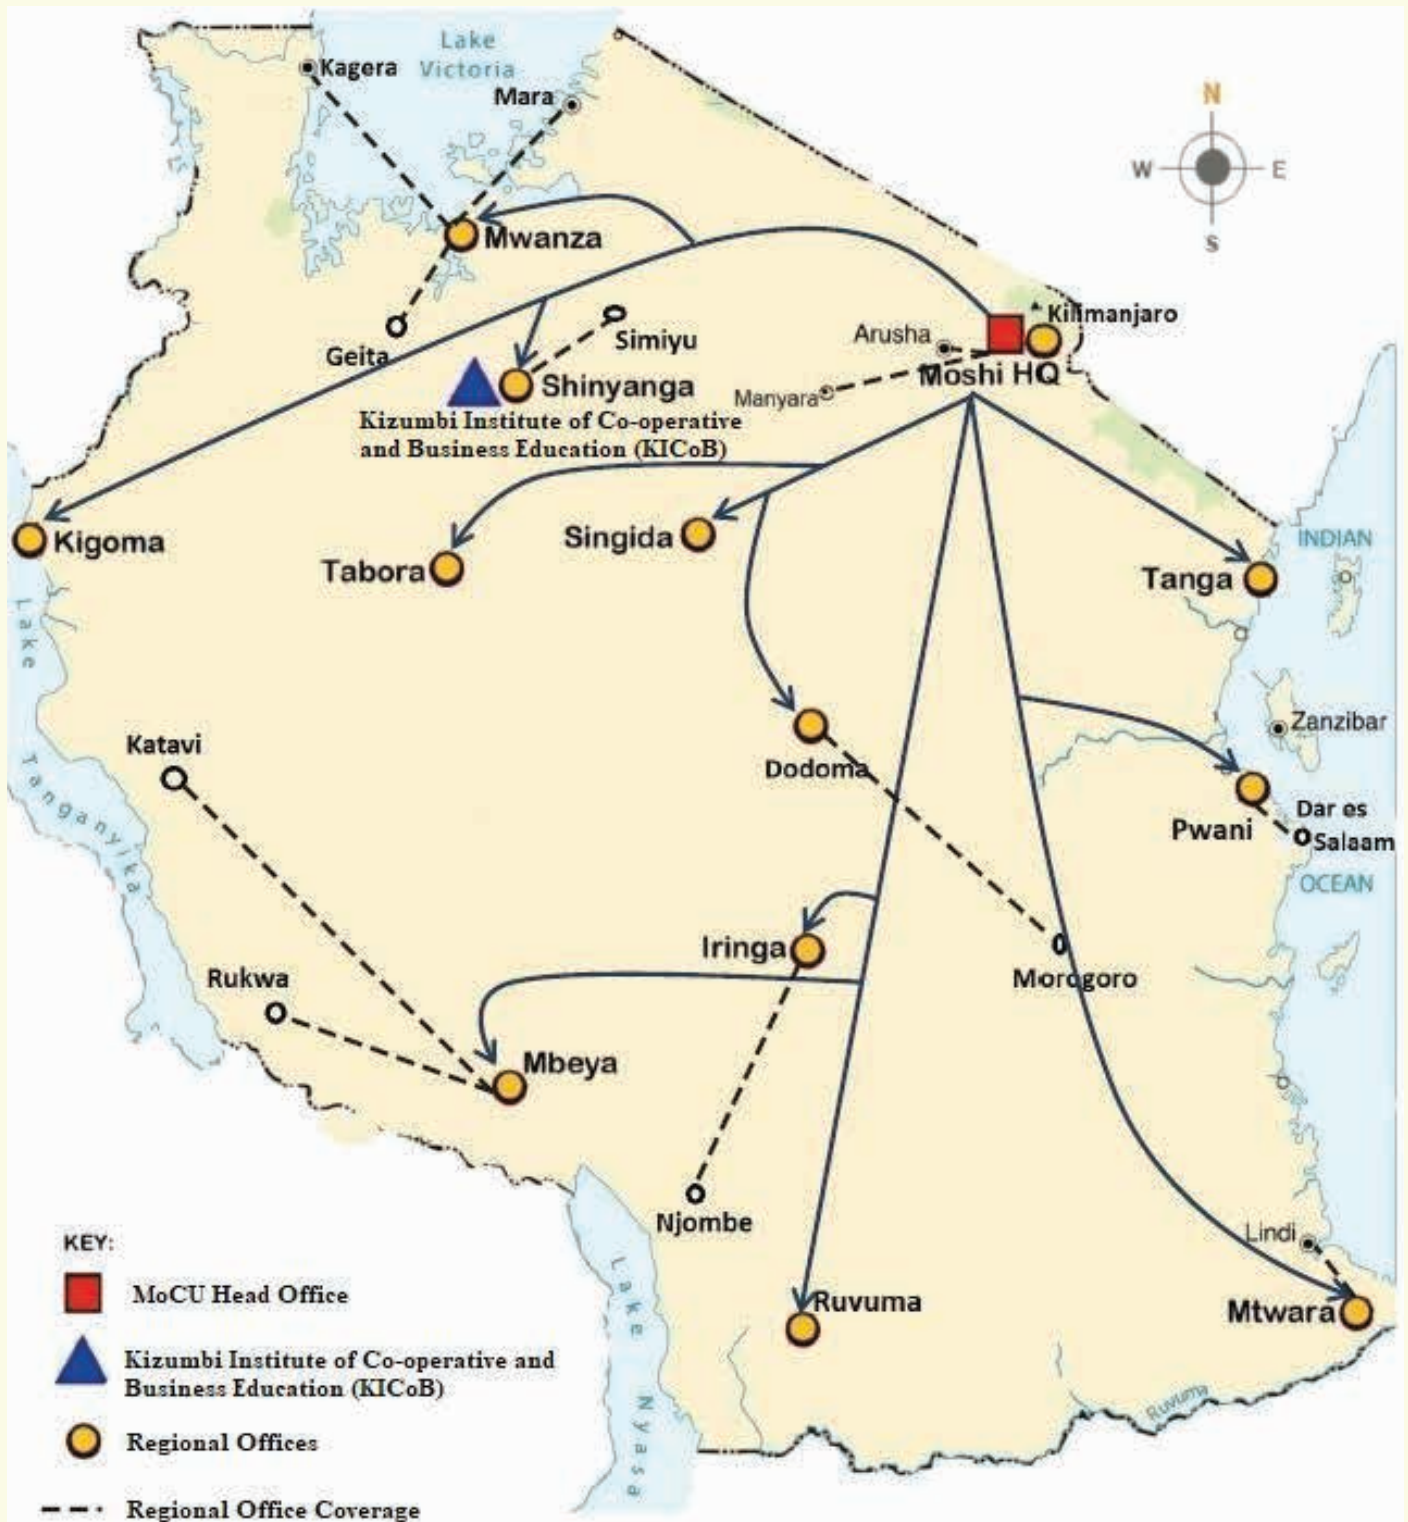 Lake
Victoria
Kagera
Mara
N
W
E
S
Mwanza
Geita
Simiyu
Shinyanga
Kizumbi Institute of Co-operative
and Business Education (KICoB)
Arusha
Kilimanjaro
Moshi HQ
Manyara
Kigoma
Tabora
Singida
Tanga
INDIAN
Lake
Tanganyika
Katavi
Dodoma
Zanzibar
Pwani
Dar es
Salaam
OCEAN
Iringa
Morogoro
Rukwa
Mbeya
Njombe
Lindi
Ruvuma
Mtwara
Lake Nyasa
Ruvuma
KEY:
MoCU Head Office
Kizumbi Institute of Co-operative and
Business Education (KICoB)
Regional Offices
Regional Office Coverage